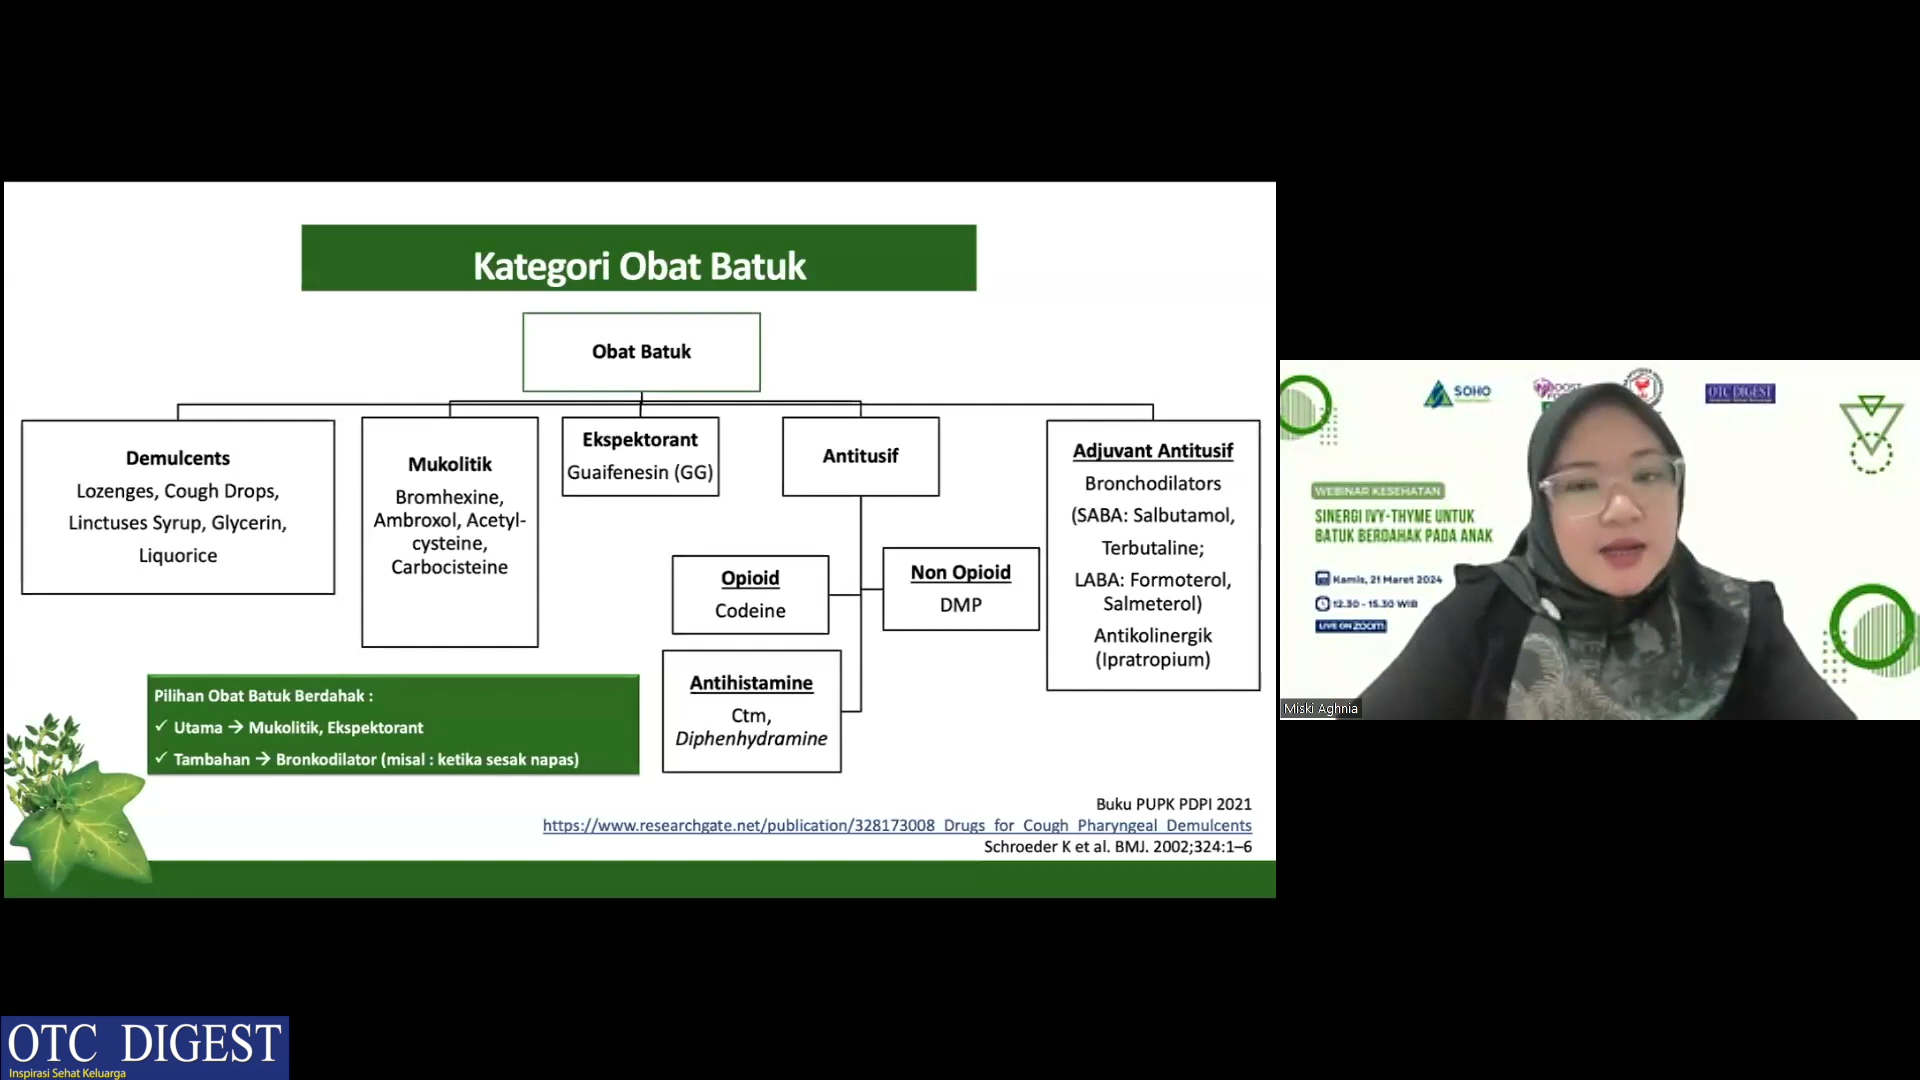 Kategori Obat Batuk
Obat Batuk
Demulcents
Lozenges, Cough Drops,
Linctuses Syrup, Glycerin,
Liquorice
Mukolitik
Bromhexine,
Ambroxol, Acetyl-
cysteine,
Carbocisteine
Ekspektorant
Guaifenesin (GG)
Antitusif
Opioid
Codeine
Non Opioid
DMP
Antihistamine
Ctm,
Diphenhydramine
Adjuvant Antitusif
Bronchodilators
(SABA: Salbutamol,
Terbutaline;
LABA: Formoterol,
Salmeterol)
Antikolinergik
(Ipratropium)
Pilihan Obat Batuk Berdahak :
✓ Utama → Mukolitik, Ekspektorant
✓ Tambahan → Bronkodilator (misal : ketika sesak napas)
Buku PUPK PDPI 2021
https://www.researchgate.net/publication/328173008_Drugs_for_Cough_Pharyngeal_Demulcents
Schroeder K et al. BMJ. 2002;324:1–6
SOHO
OTC DIGEST
WEBINAR KESEHATAN
SINERGI IVY-THYME UNTUK
BATUK BERDAHAK PADA ANAK
Kamis, 21 Maret 2024
12.30 - 15.30 WIB
LIVE ON ZOOM
Miski Aghnia
OTC DIGEST
Inspirasi Sehat Keluarga